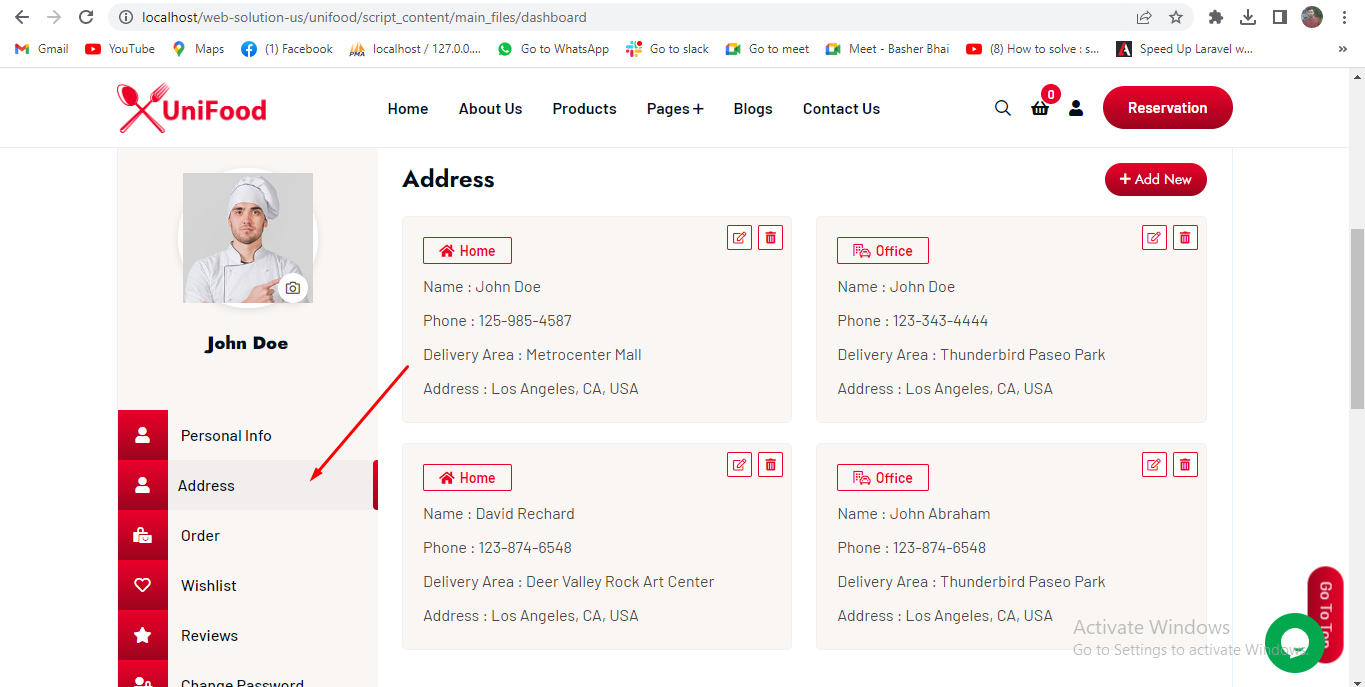 localhost/web-solution-us/unifood/script_content/main_files/dashboard
Gmail YouTube Maps (1) Facebook localhost / 127.0.0.... Go to WhatsApp Go to slack Go to meet Meet - Basher Bhai (8) How to solve : s... Speed Up Laravel w... »
UniFood
Home About Us Products Pages+ Blogs Contact Us 0 Reservation
John Doe
Personal Info
Address
Order
Wishlist
Reviews
Change Password
Address
+ Add New
Home
Name : John Doe
Phone : 125-985-4587
Delivery Area : Metrocenter Mall
Address : Los Angeles, CA, USA
Office
Name : John Doe
Phone : 123-343-4444
Delivery Area : Thunderbird Paseo Park
Address : Los Angeles, CA, USA
Home
Name : David Rechard
Phone : 123-874-6548
Delivery Area : Deer Valley Rock Art Center
Address : Los Angeles, CA, USA
Office
Name : John Abraham
Phone : 123-874-6548
Delivery Area : Thunderbird Paseo Park
Address : Los Angeles, CA, USA
Go To Top
Activate Windows
Go to Settings to activate Windows.